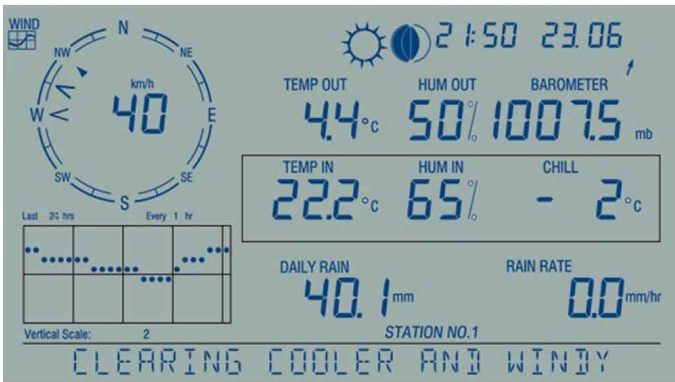 WIND
N
NW
NE
km/h
40
W
E
SW
SE
S
21:50 23.06
TEMP OUT HUM OUT BAROMETER
4.4°C 50% 1007.5 mb
TEMP IN HUM IN CHILL
22.2°C 65% - 2°C
Last 24 hrs Every 1 hr
DAILY RAIN RAIN RATE
40.1 mm 0.0 mm/hr
Vertical Scale: 2 STATION NO.1
CLEARING COOLER AND WINDY